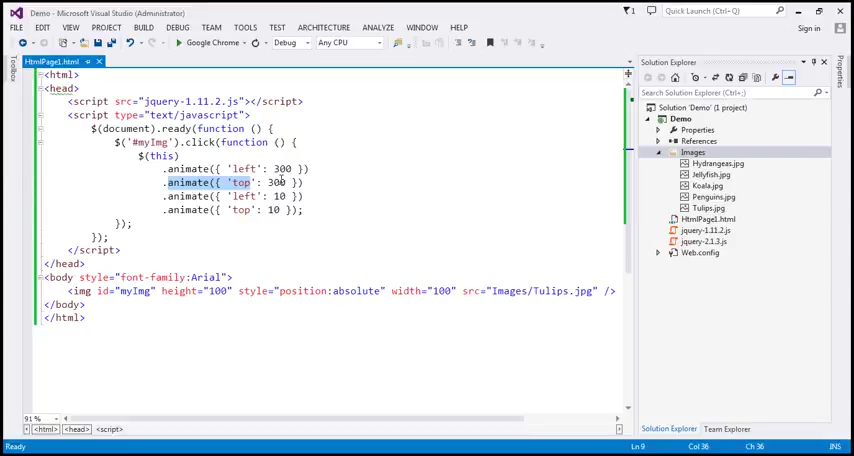 Demo - Microsoft Visual Studio (Administrator)
1
Quick Launch (Ctrl+Q)
FILE EDIT VIEW PROJECT BUILD DEBUG TEAM TOOLS TEST ARCHITECTURE ANALYZE WINDOW HELP
Sign in
Google Chrome
Debug
Any CPU
Toolbox
HtmlPage1.html
<html>
<head>
<script src="jquery-1.11.2.js"></script>
<script type="text/javascript">
$(document).ready(function () {
$('#myImg').click(function () {
$(this)
.animate({ 'left': 300 })
.animate({ 'top': 300 })
.animate({ 'left': 10 })
.animate({ 'top': 10 });
});
});
</script>
</head>
<body style="font-family:Arial">
<img id="myImg" height="100" style="position:absolute" width="100" src="Images/Tulips.jpg" />
</body>
</html>
91 %
<html> <head> <script>
Solution Explorer
Search Solution Explorer (Ctrl+;)
Solution 'Demo' (1 project)
Demo
Properties
References
Images
Hydrangeas.jpg
Jellyfish.jpg
Koala.jpg
Penguins.jpg
Tulips.jpg
HtmlPage1.html
jquery-1.11.2.js
jquery-2.1.3.js
Web.config
Solution Explorer Team Explorer
Properties
Ready
Ln 9 Col 36 Ch 36 INS